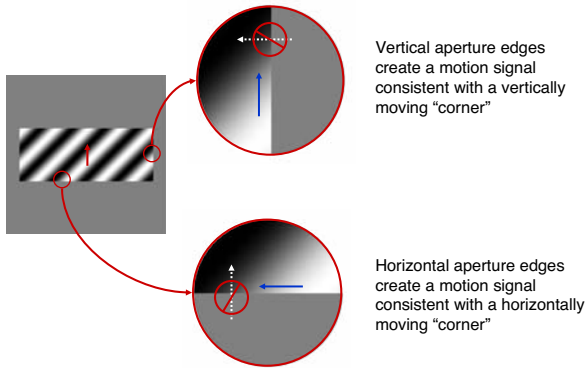 Vertical aperture edges
create a motion signal
consistent with a vertically
moving “corner”
Horizontal aperture edges
create a motion signal
consistent with a horizontally
moving “corner”